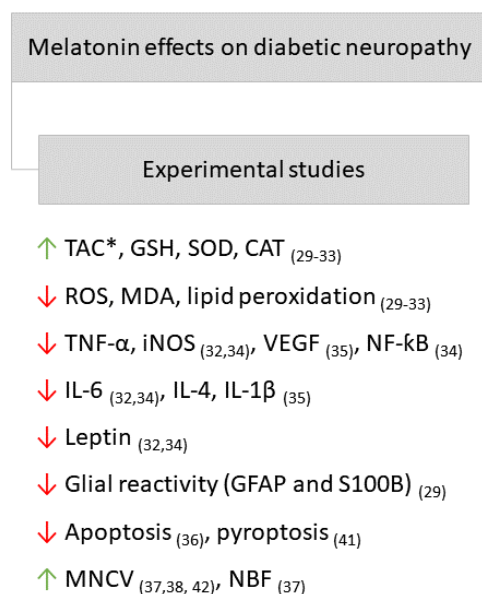 Melatonin effects on diabetic neuropathy
Experimental studies
↑ TAC*, GSH, SOD, CAT (29-33)
↓ ROS, MDA, lipid peroxidation (29-33)
↓ TNF-α, iNOS (32,34), VEGF (35), NF-ƙB (34)
↓ IL-6 (32,34), IL-4, IL-1β (35)
↓ Leptin (32,34)
↓ Glial reactivity (GFAP and S100B) (29)
↓ Apoptosis (36), pyroptosis (41)
↑ MNCV (37,38, 42), NBF (37)